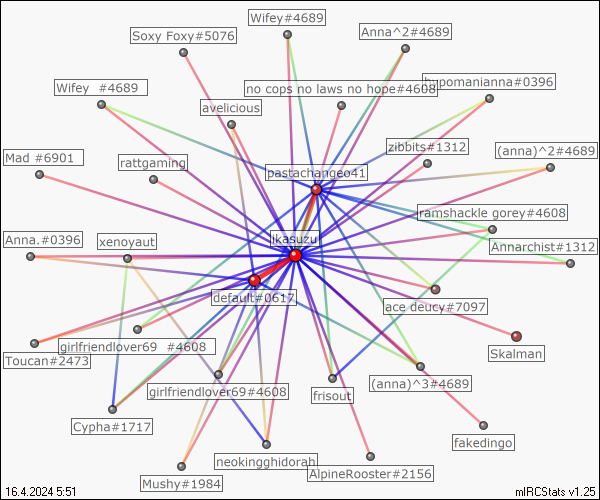 Wifey#4689
Soxy Foxy#5076
Anna^2#4689
Wifey  #4689
no cops no laws no hope#4608
hypomanianna#0396
avelicious
Mad #6901
rattgaming
zibbits#1312
(anna)^2#4689
pastachangeo41
ramshackle gorey#4608
Anna.#0396
xenoyaut
ikasuzu
Annarchist#1312
default#0617
ace deucy#7097
Toucan#2473
girlfriendlover69  #4608
Skalman
girlfriendlover69#4608
frisout
(anna)^3#4689
Cypha#1717
fakedingo
neokingghidorah
Mushy#1984
AlpineRooster#2156
16.4.2024 5:51
mIRCStats v1.25